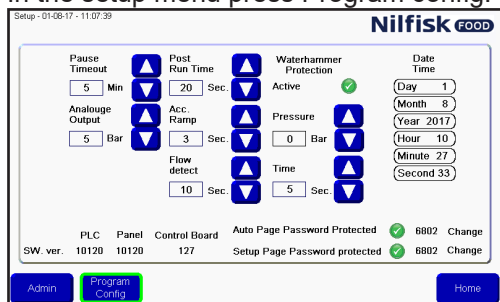 in the setup menu press Program config.
Setup - 01-08-17 - 11:07:39
Nilfisk FOOD
Pause Timeout
5 Min
Post Run Time
20 Sec.
Waterhammer Protection
Active
Date Time
Day 1
Month 8
Year 2017
Hour 10
Minute 27
Second 33
Analouge Output
5 Bar
Acc. Ramp
3 Sec.
Pressure
0 Bar
Flow detect
10 Sec.
Time
5 Sec.
PLC Panel Control Board
SW. ver. 10120 10120 127
Auto Page Password Protected 6802 Change
Setup Page Password protected 6802 Change
Admin
Program Config
Home